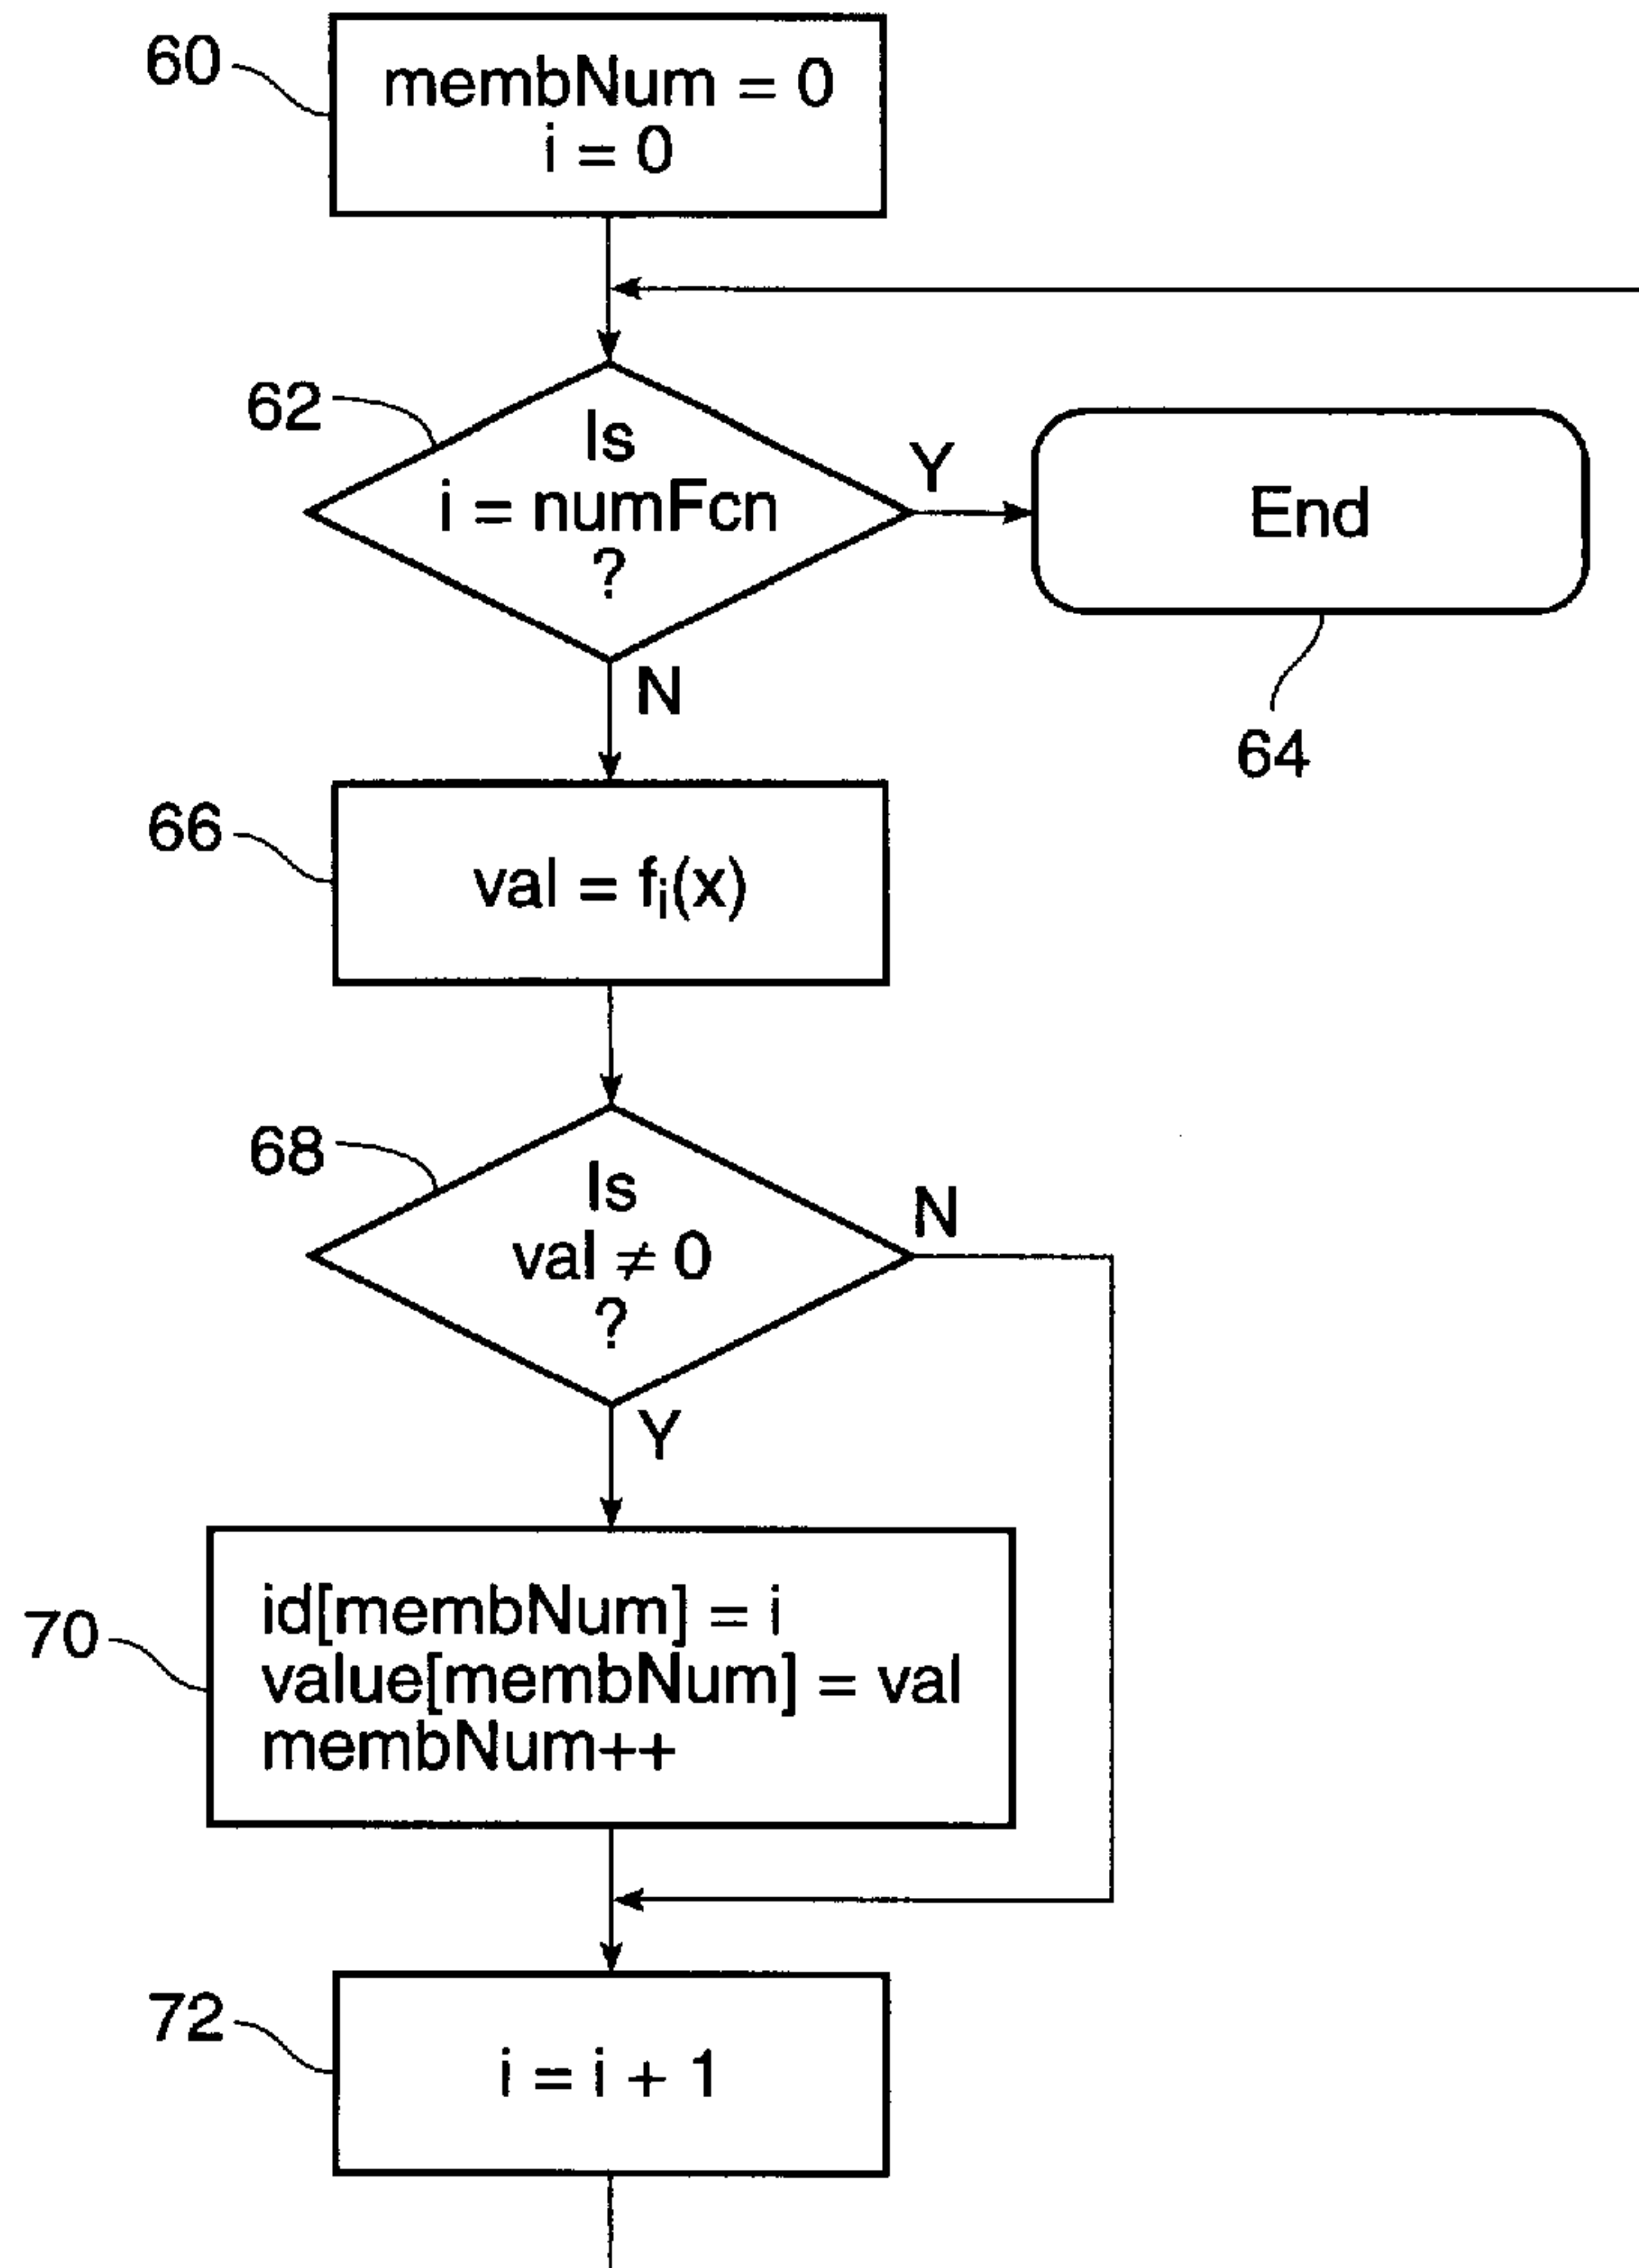 60
membNum = 0
i = 0
62
Is
i = numFcn
?
Y
End
64
N
66
val = fᵢ(x)
68
Is
val ≠ 0
?
N
Y
70
id[membNum] = i
value[membNum] = val
membNum++
72
i = i + 1